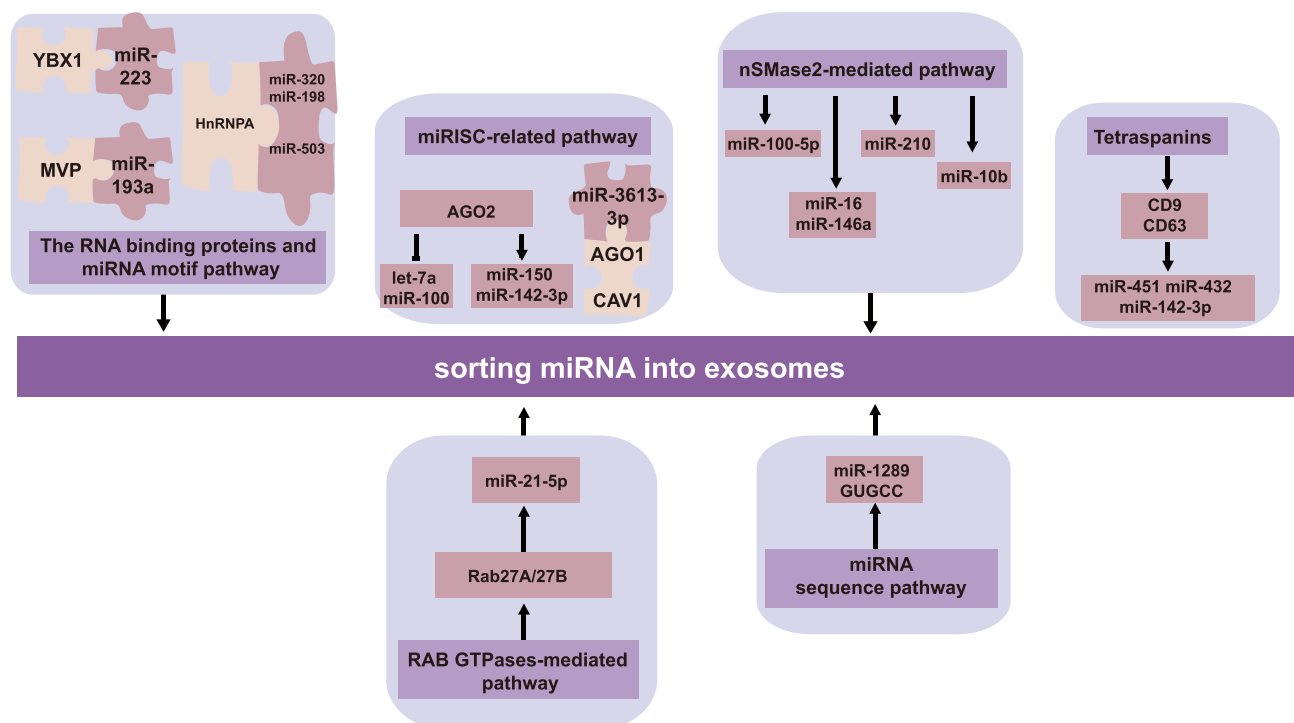 YBX1
miR-
223
HnRNPA
miR-320
miR-198
miR-503
MVP
miR-
193a
The RNA binding proteins and
miRNA motif pathway
miRISC-related pathway
AGO2
let-7a
miR-100
miR-150
miR-142-3p
miR-3613-
3p
AGO1
CAV1
nSMase2-mediated pathway
miR-100-5p
miR-16
miR-146a
miR-210
miR-10b
Tetraspanins
CD9
CD63
miR-451 miR-432
miR-142-3p
sorting miRNA into exosomes
miR-21-5p
Rab27A/27B
RAB GTPases-mediated
pathway
miR-1289
GUGCC
miRNA
sequence pathway